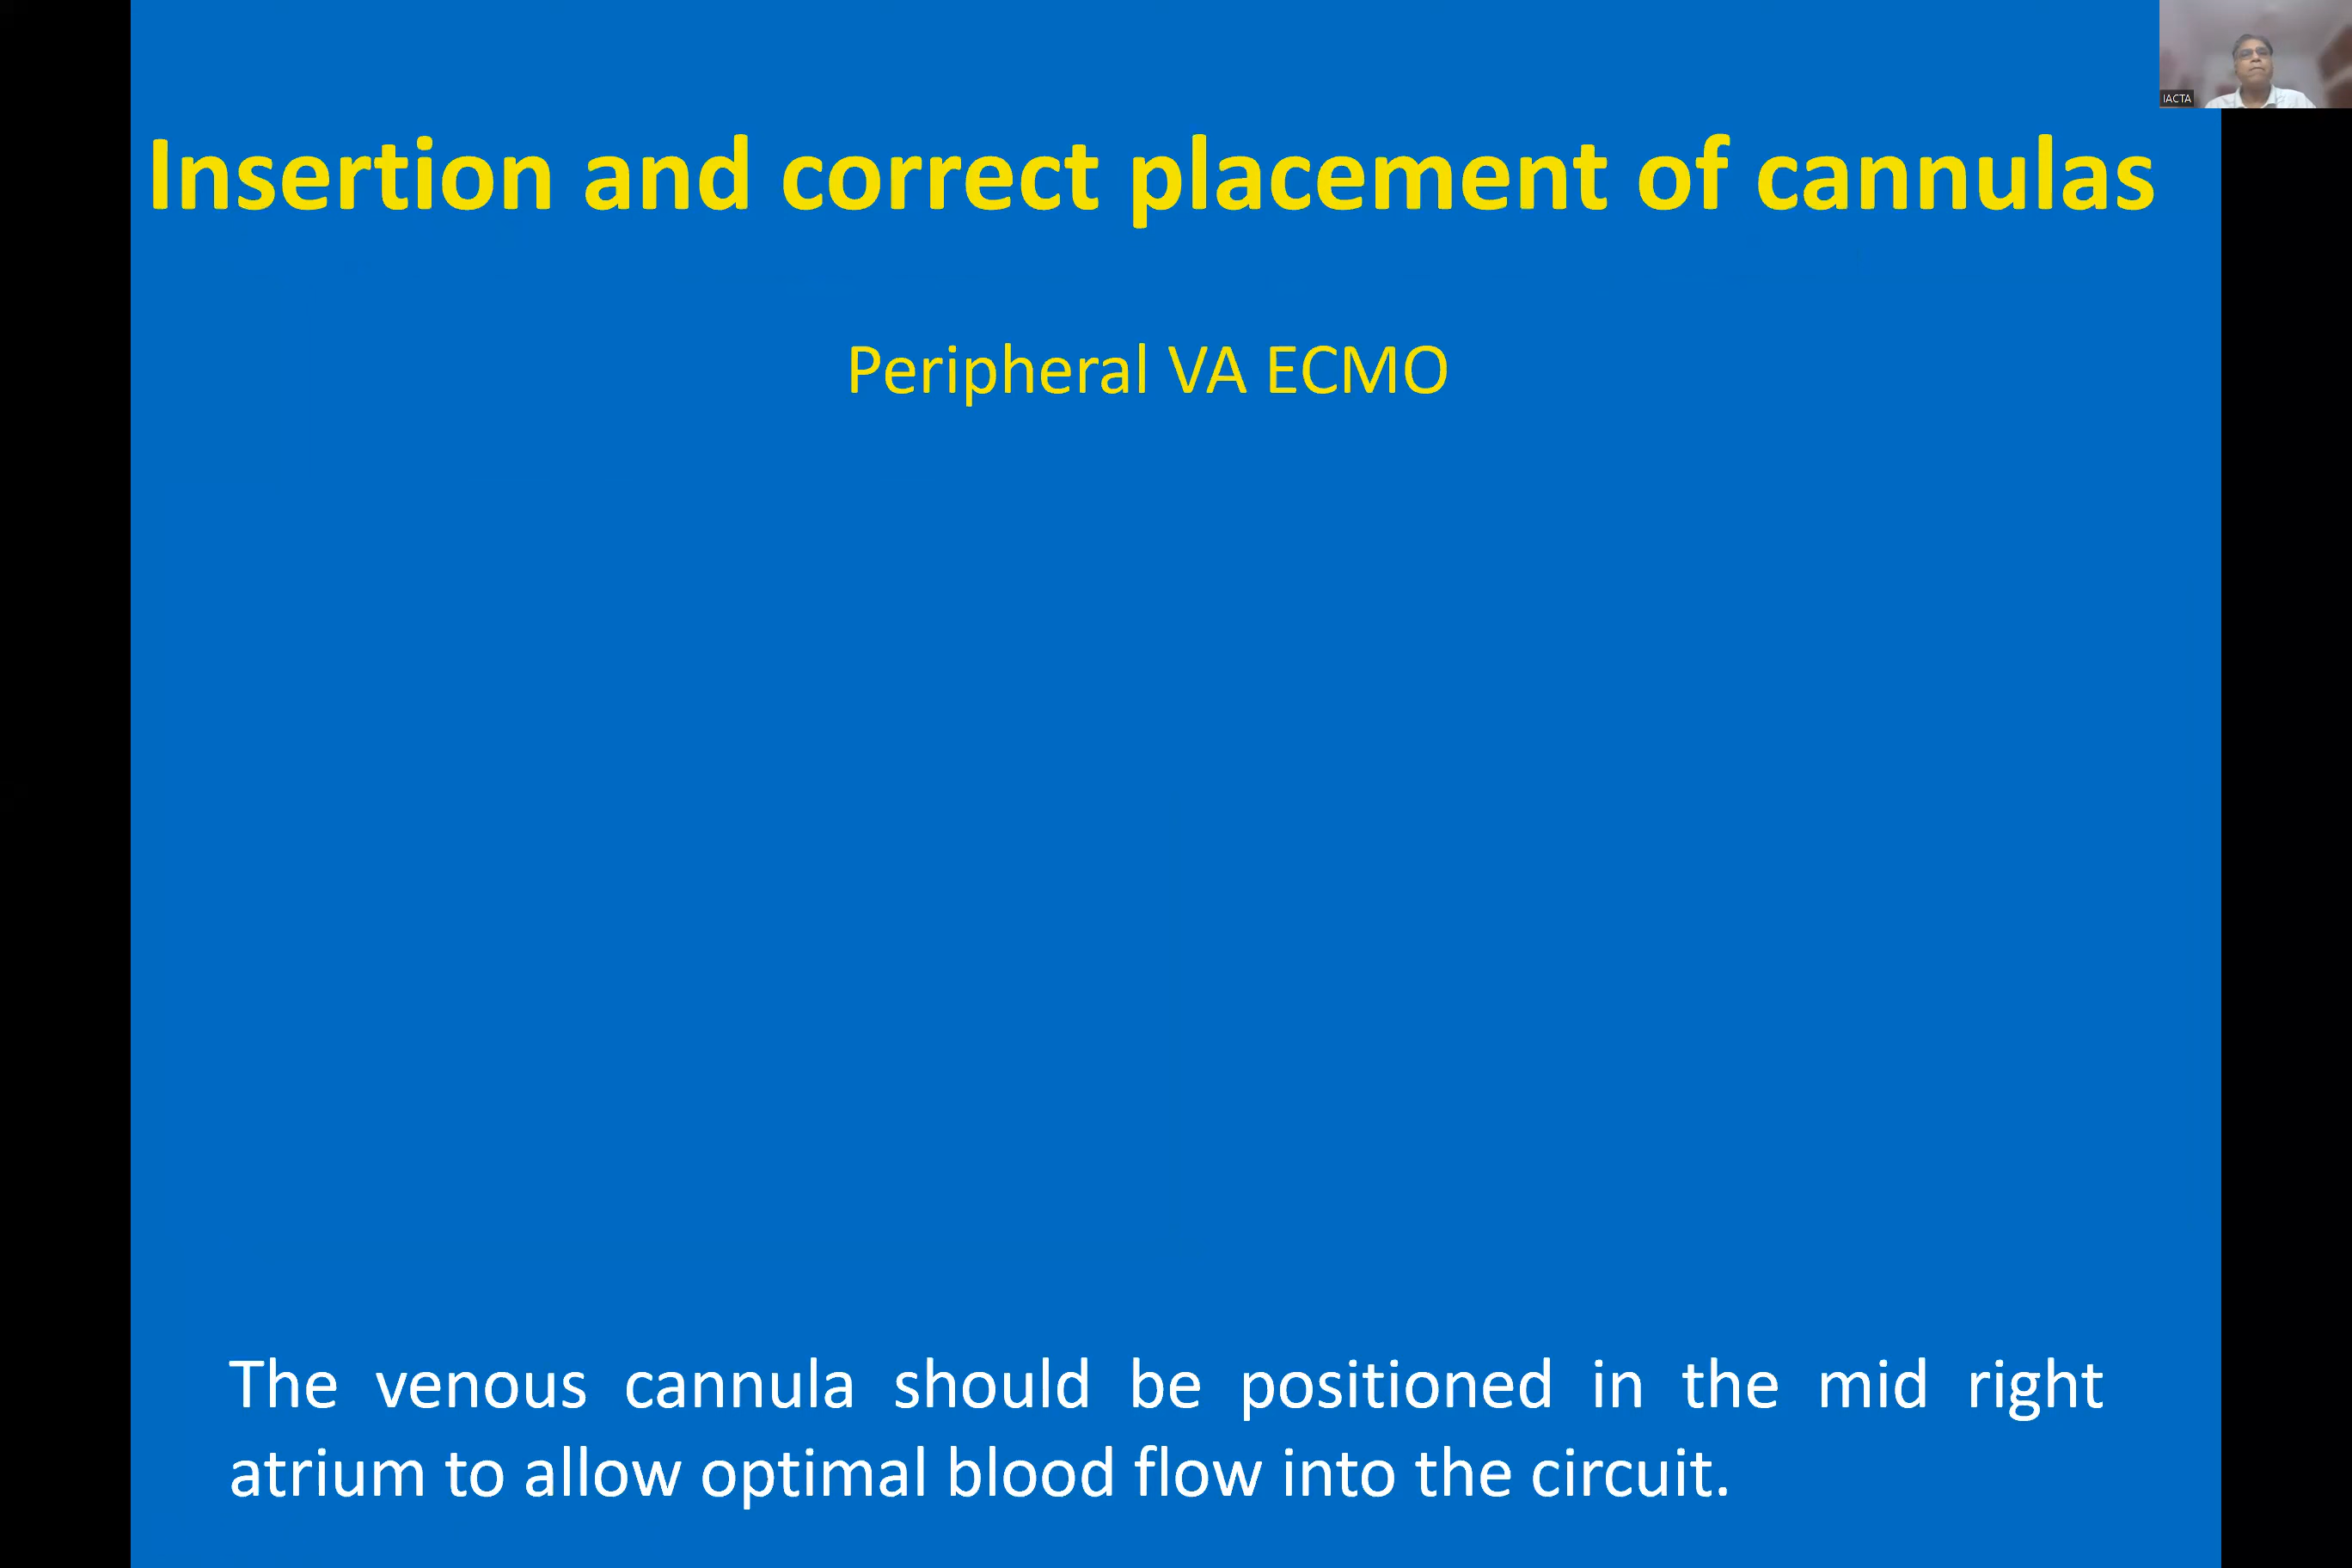 IACTA
Insertion and correct placement of cannulas
Peripheral VA ECMO
The venous cannula should be positioned in the mid right
atrium to allow optimal blood flow into the circuit.